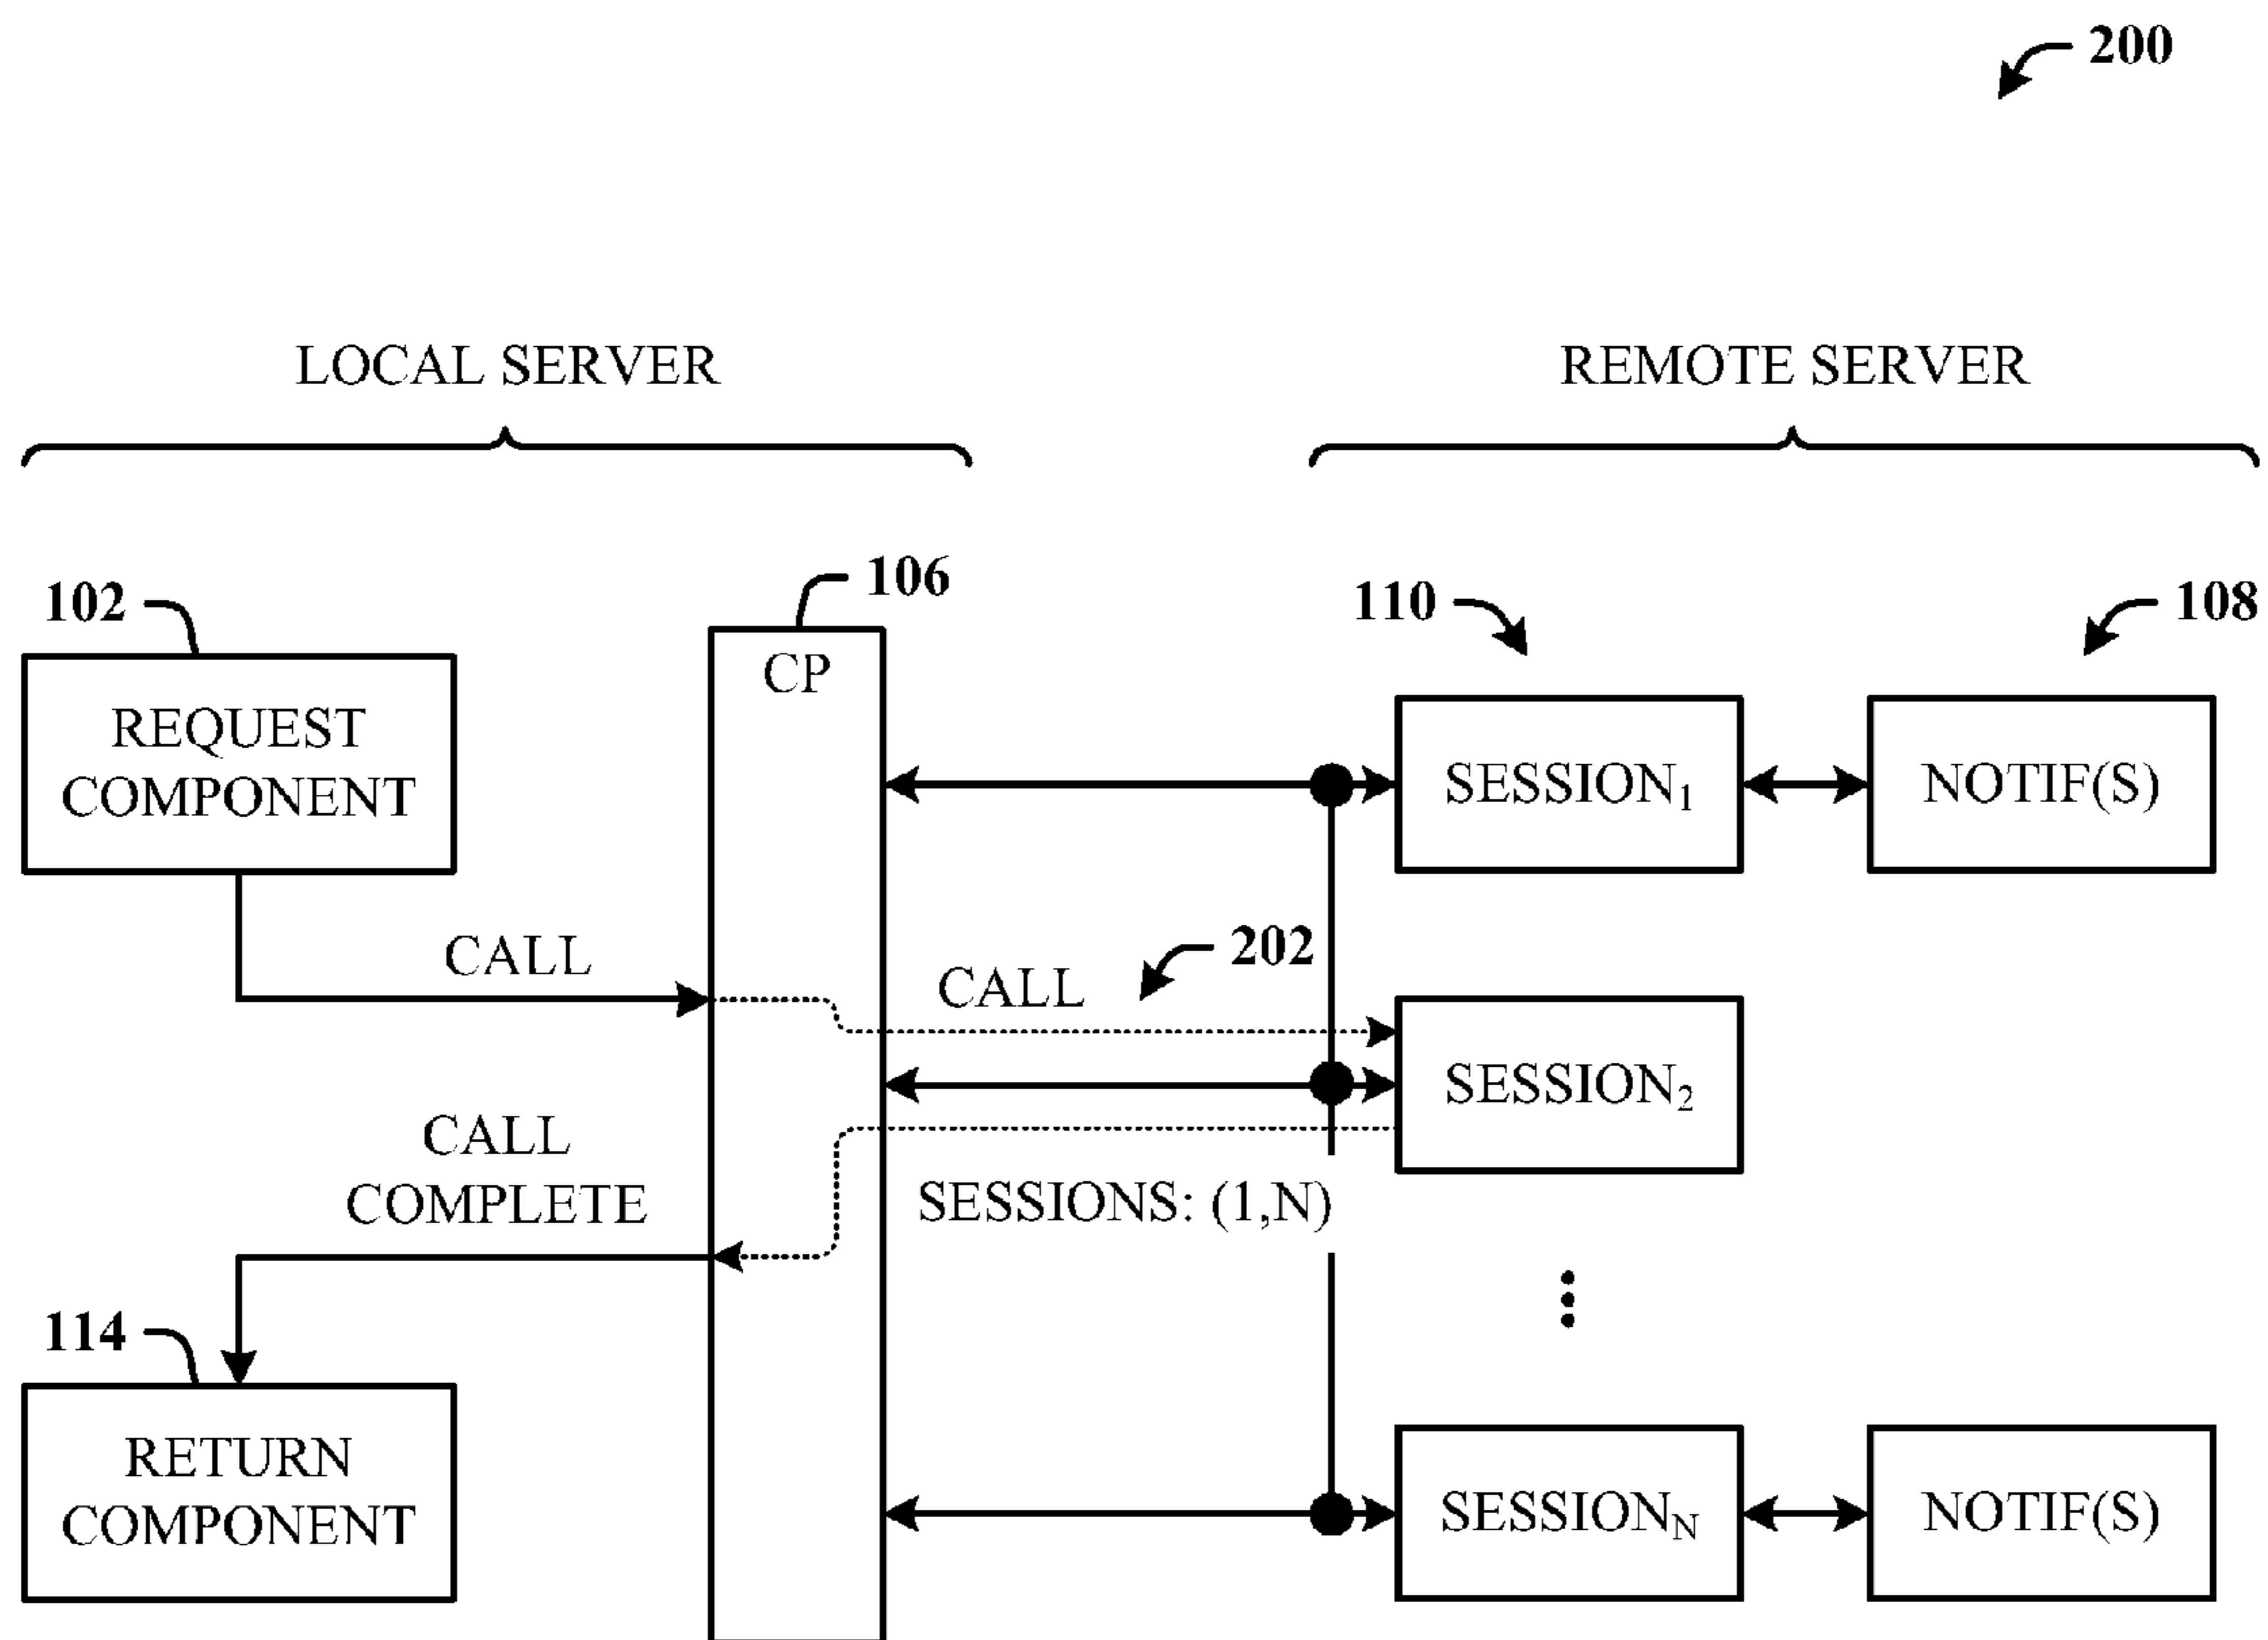 200
LOCAL SERVER
REMOTE SERVER
102
106
110
108
CP
REQUEST
COMPONENT
SESSION₁
NOTIF(S)
CALL
CALL
202
SESSION₂
CALL
COMPLETE
SESSIONS: (1,N)
114
RETURN
COMPONENT
SESSION_N
NOTIF(S)